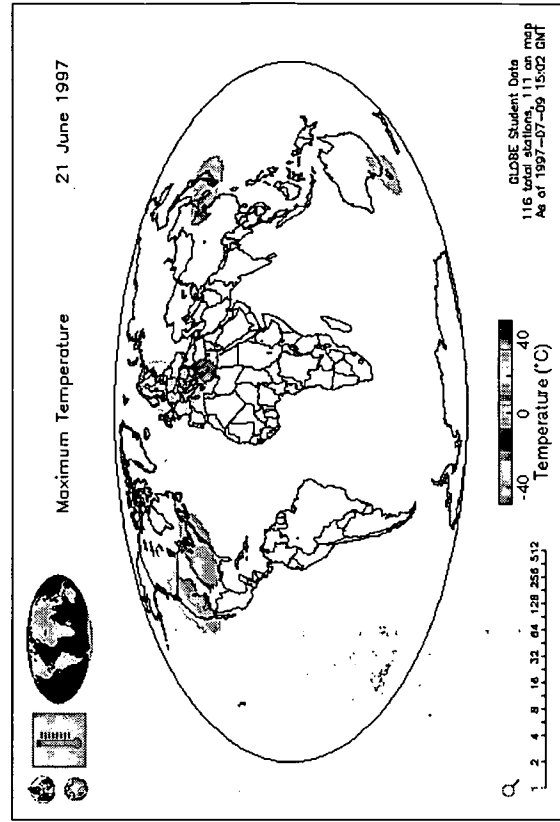 Maximum Temperature
21 June 1997
1 2 4 8 16 32 64 128 256 512
-40 0 40
Temperature (°C)
GLOBE Student Data
116 total stations, 111 on map
As of 1997-07-09 15:02 GMT